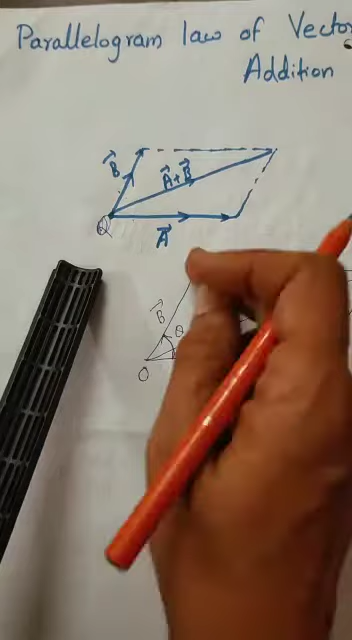 Parallelogram law of Vector
Addition
B⃗
A⃗+B⃗
O
A⃗
B⃗
θ
O